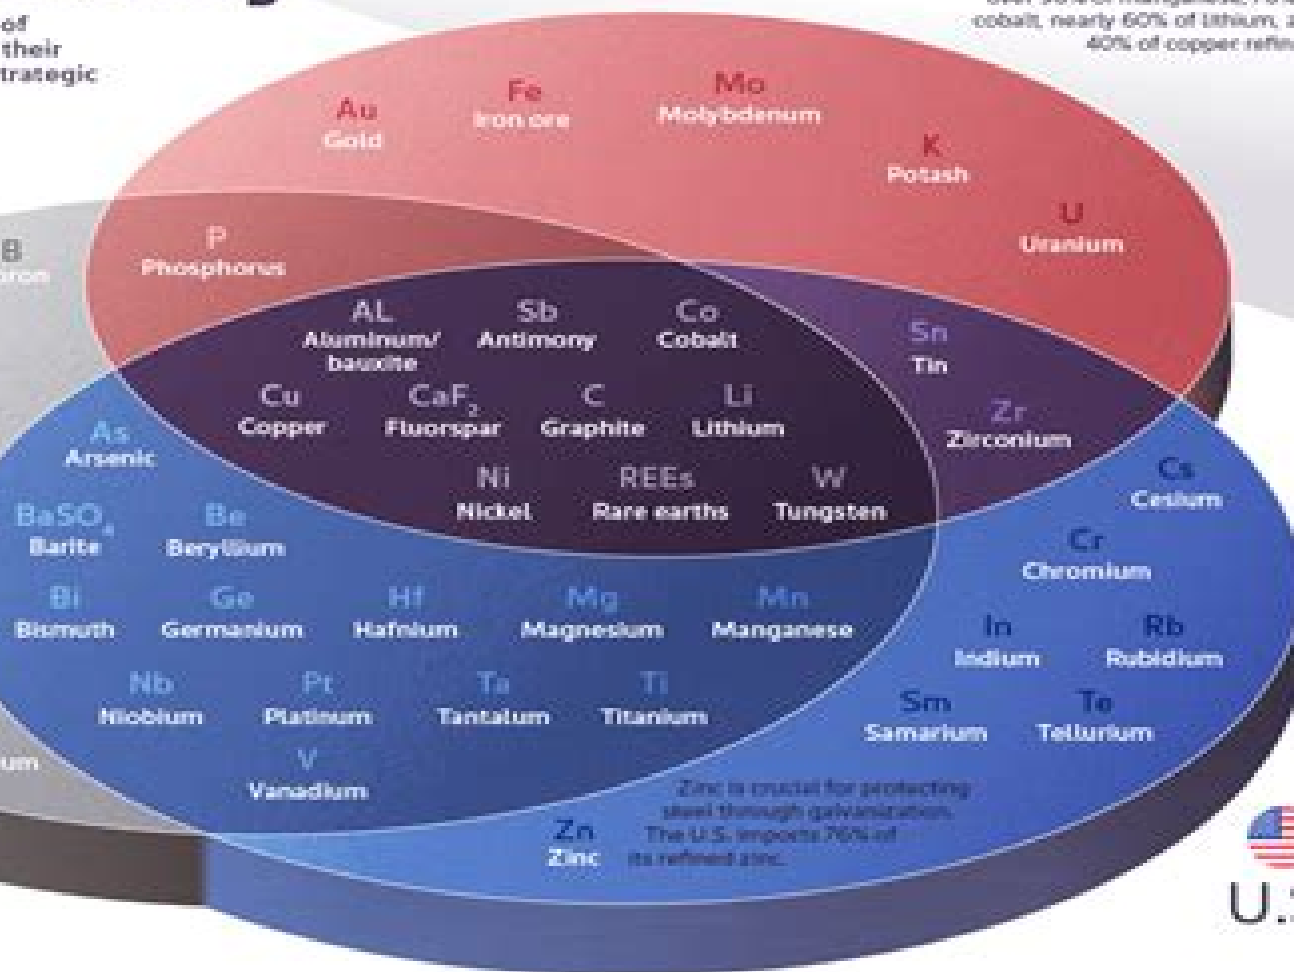 of
their
trategic
cobalt, nearly 60% of lithium, a
40% of copper refin
Au
Gold
Fe
Iron ore
Mo
Molybdenum
K
Potash
U
Uranium
B
oron
P
Phosphorus
AL
Aluminum/
bauxite
Sb
Antimony
Co
Cobalt
Sn
Tin
Cu
Copper
CaF₂
Fluorspar
C
Graphite
Li
Lithium
Zr
Zirconium
As
Arsenic
Ni
Nickel
REEs
Rare earths
W
Tungsten
Cs
Cesium
BaSO₄
Barite
Be
Beryllium
Cr
Chromium
Bi
Bismuth
Ge
Germanium
Hf
Hafnium
Mg
Magnesium
Mn
Manganese
In
Indium
Rb
Rubidium
Nb
Niobium
Pt
Platinum
Ta
Tantalum
Ti
Titanium
Sm
Samarium
Te
Tellurium
um
V
Vanadium
Zinc is crucial for protecting
steel through galvanization.
The U.S. imports 76% of
its refined zinc.
Zn
Zinc
U.S